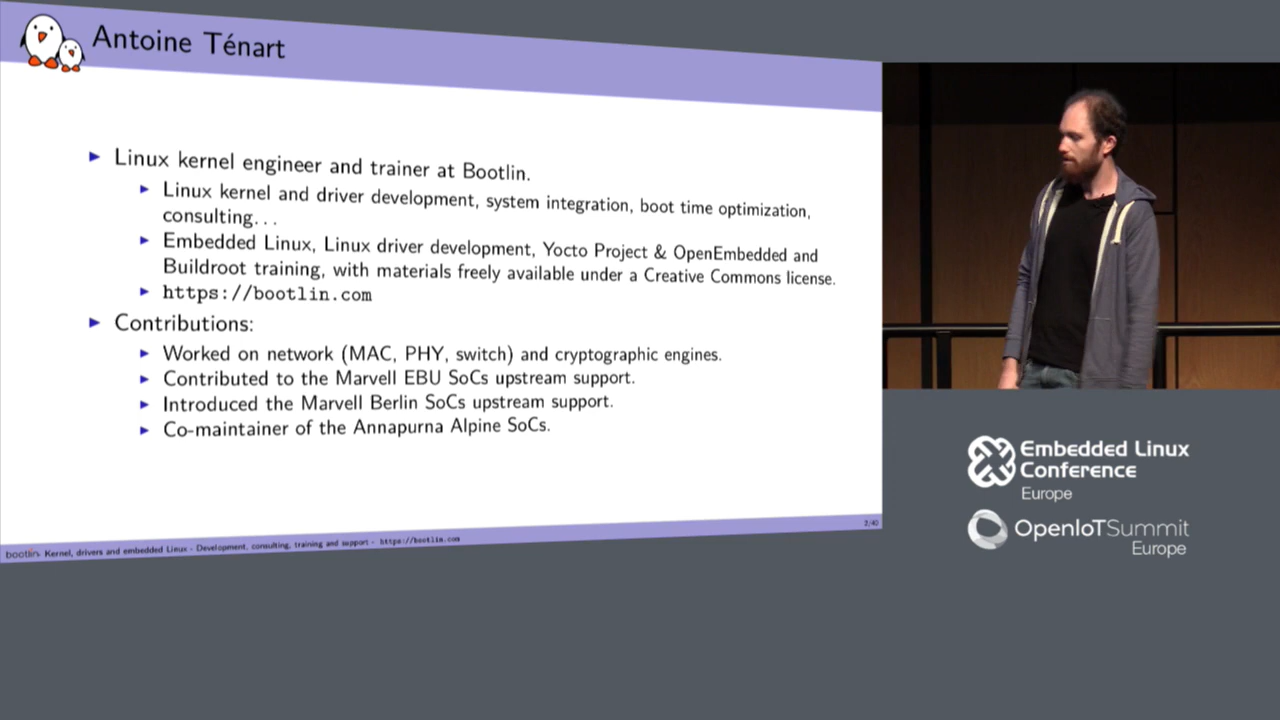 Antoine Ténart
Linux kernel engineer and trainer at Bootlin.
Linux kernel and driver development, system integration, boot time optimization,
consulting...
Embedded Linux, Linux driver development, Yocto Project & OpenEmbedded and
Buildroot training, with materials freely available under a Creative Commons license.
https://bootlin.com
Contributions:
Worked on network (MAC, PHY, switch) and cryptographic engines.
Contributed to the Marvell EBU SoCs upstream support.
Introduced the Marvell Berlin SoCs upstream support.
Co-maintainer of the Annapurna Alpine SoCs.
bootlin - Kernel, drivers and embedded Linux - Development, consulting, training and support - https://bootlin.com
2/40
Embedded Linux
Conference
Europe
OpenIoTSummit
Europe